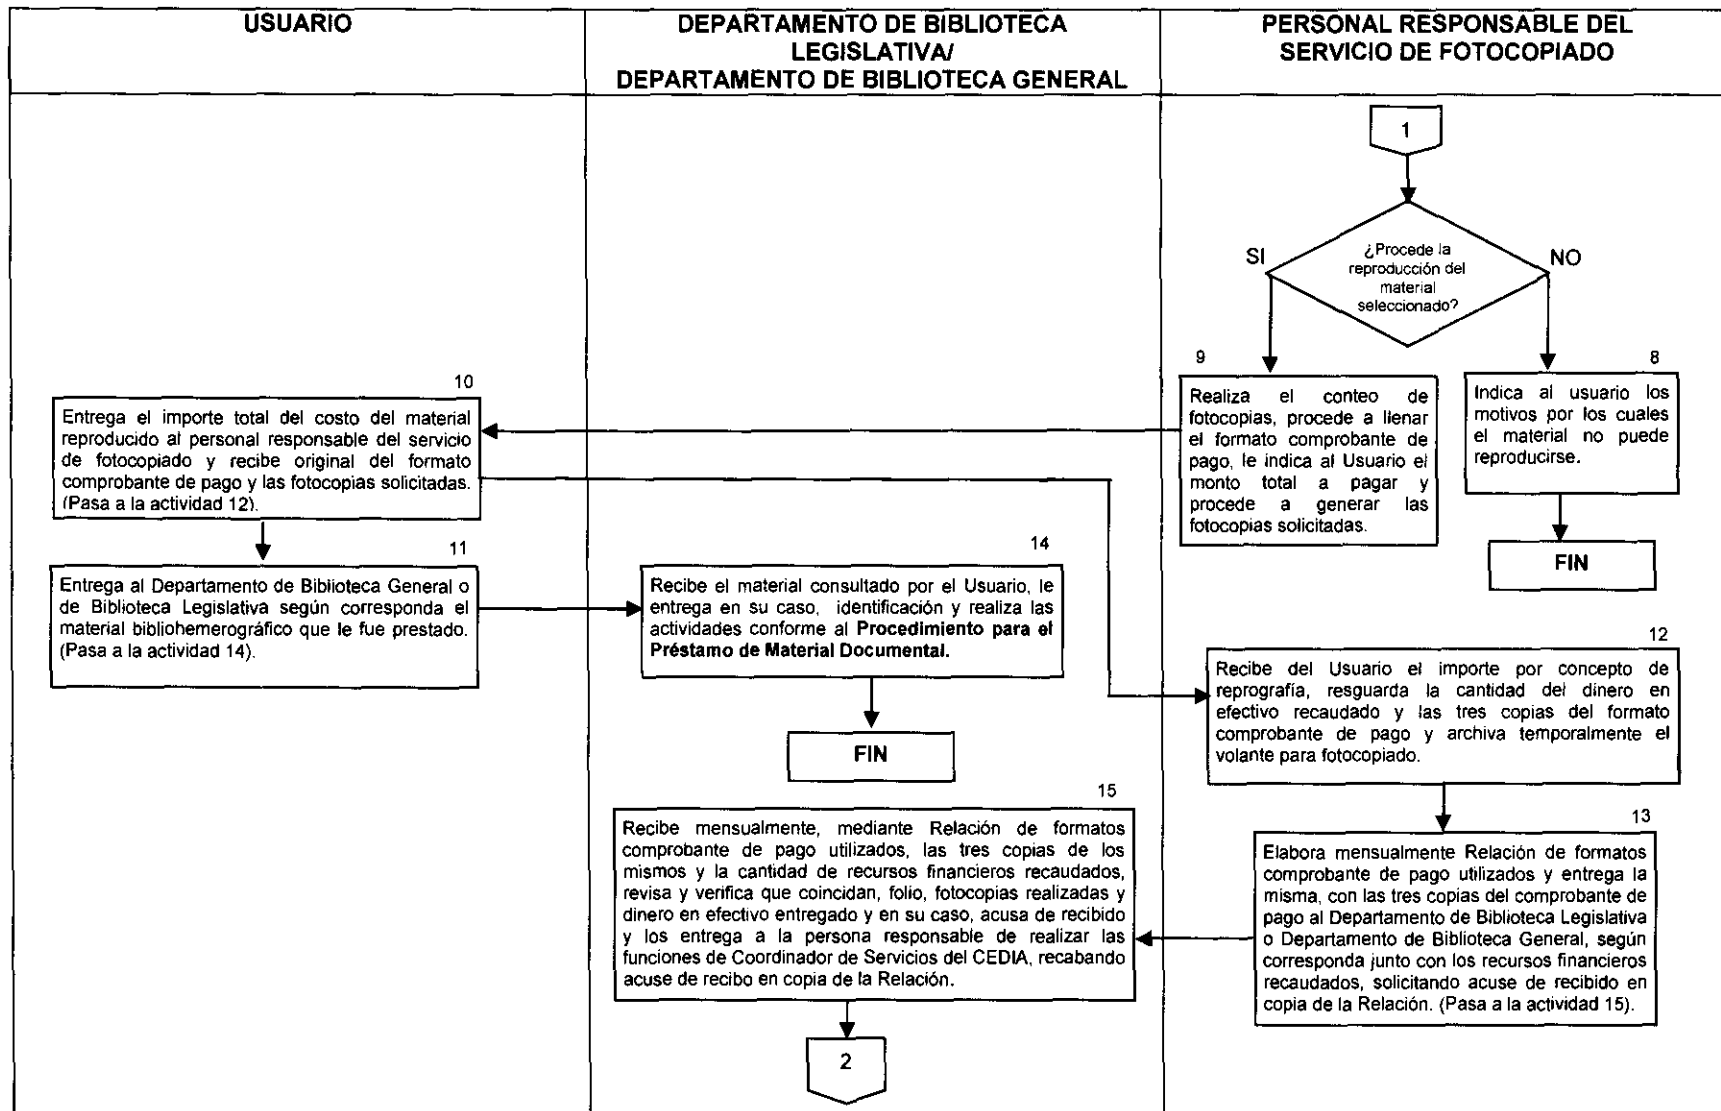 USUARIO
DEPARTAMENTO DE BIBLIOTECA
LEGISLATIVA/
DEPARTAMENTO DE BIBLIOTECA GENERAL
PERSONAL RESPONSABLE DEL
SERVICIO DE FOTOCOPIADO
1
¿Procede la
reproducción del
material
seleccionado?
SI
NO
9
Realiza el conteo de
fotocopias, procede a llenar
el formato comprobante de
pago, le indica al Usuario el
monto total a pagar y
procede a generar las
fotocopias solicitadas.
8
Indica al usuario los
motivos por los cuales
el material no puede
reproducirse.
FIN
10
Entrega el importe total del costo del material
reproducido al personal responsable del servicio
de fotocopiado y recibe original del formato
comprobante de pago y las fotocopias solicitadas.
(Pasa a la actividad 12).
11
Entrega al Departamento de Biblioteca General o
de Biblioteca Legislativa según corresponda el
material bibliohemerográfico que le fue prestado.
(Pasa a la actividad 14).
14
Recibe el material consultado por el Usuario, le
entrega en su caso, identificación y realiza las
actividades conforme al Procedimiento para el
Préstamo de Material Documental.
FIN
12
Recibe del Usuario el importe por concepto de
reprografía, resguarda la cantidad del dinero en
efectivo recaudado y las tres copias del formato
comprobante de pago y archiva temporalmente el
volante para fotocopiado.
13
Elabora mensualmente Relación de formatos
comprobante de pago utilizados y entrega la
misma, con las tres copias del comprobante de
pago al Departamento de Biblioteca Legislativa
o Departamento de Biblioteca General, según
corresponda junto con los recursos financieros
recaudados, solicitando acuse de recibido en
copia de la Relación. (Pasa a la actividad 15).
15
Recibe mensualmente, mediante Relación de formatos
comprobante de pago utilizados, las tres copias de los
mismos y la cantidad de recursos financieros recaudados,
revisa y verifica que coincidan, folio, fotocopias realizadas y
dinero en efectivo entregado y en su caso, acusa de recibido
y los entrega a la persona responsable de realizar las
funciones de Coordinador de Servicios del CEDIA, recabando
acuse de recibo en copia de la Relación.
2